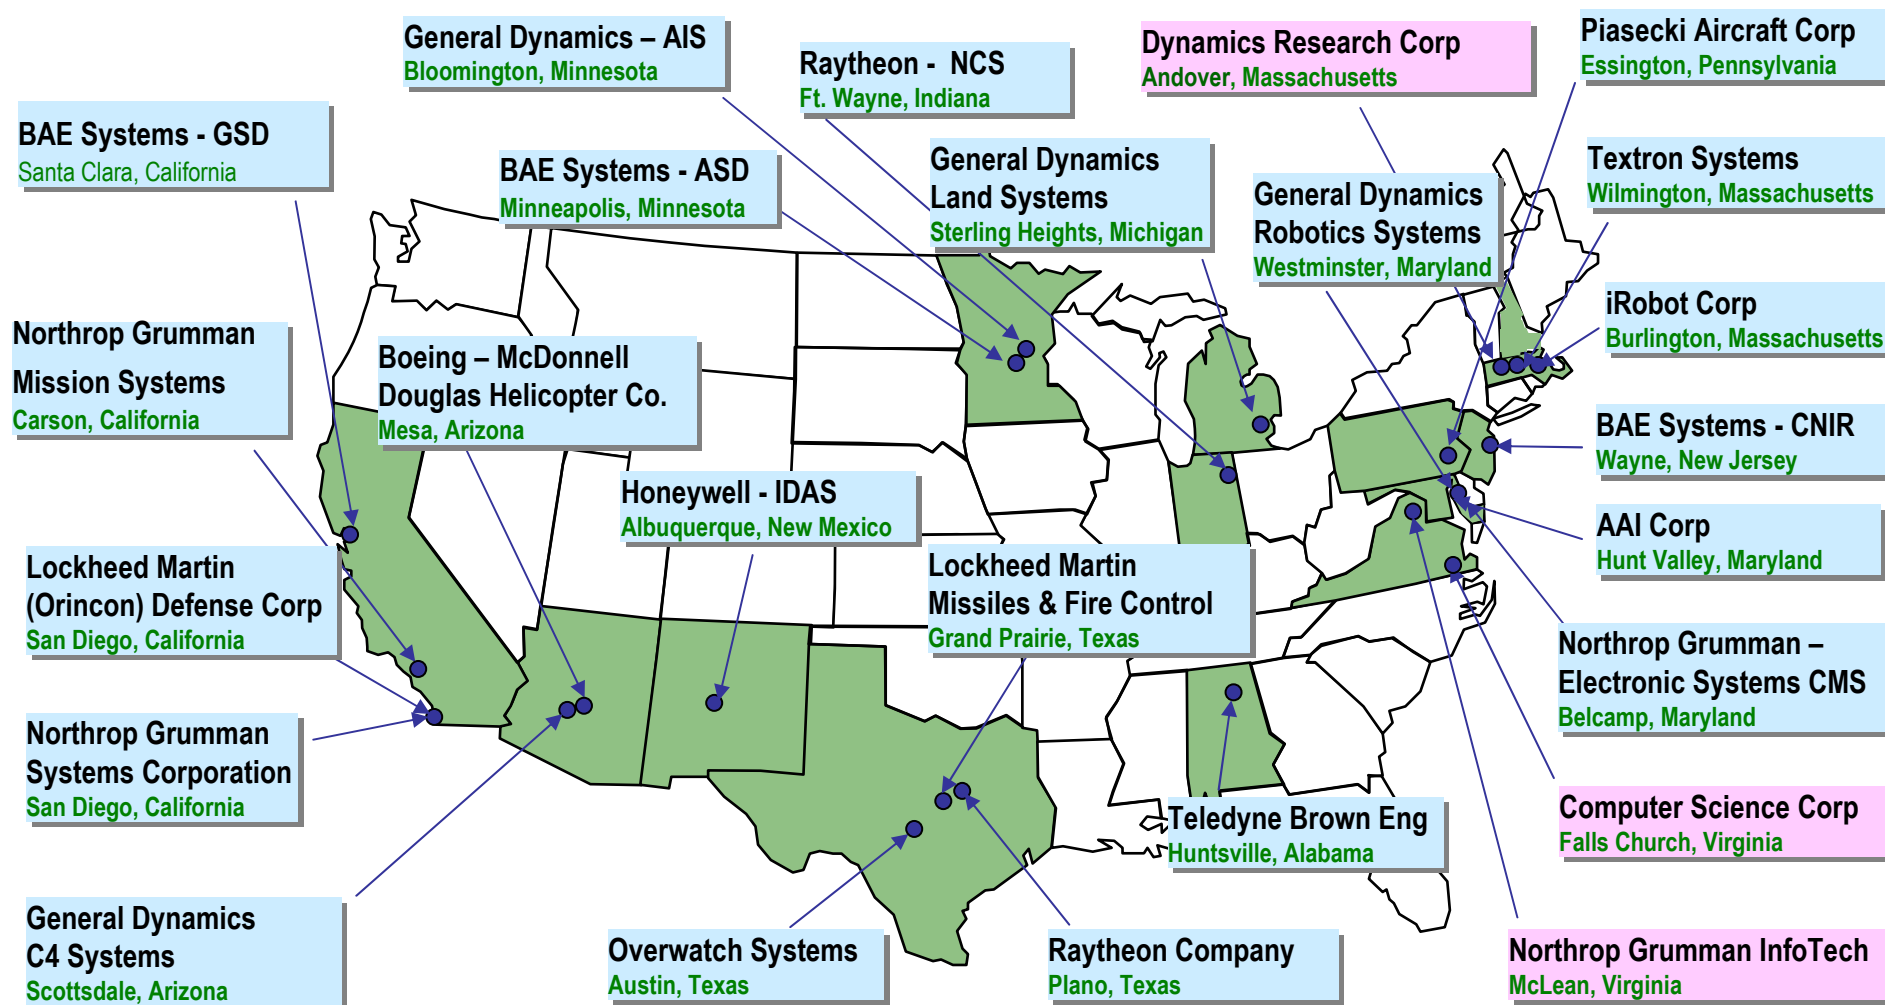 General Dynamics – AIS
Bloomington, Minnesota
Raytheon - NCS
Ft. Wayne, Indiana
Dynamics Research Corp
Andover, Massachusetts
Piasecki Aircraft Corp
Essington, Pennsylvania
BAE Systems - GSD
Santa Clara, California
BAE Systems - ASD
Minneapolis, Minnesota
General Dynamics
Land Systems
Sterling Heights, Michigan
General Dynamics
Robotics Systems
Westminster, Maryland
Textron Systems
Wilmington, Massachusetts
Northrop Grumman
Mission Systems
Carson, California
Boeing – McDonnell
Douglas Helicopter Co.
Mesa, Arizona
iRobot Corp
Burlington, Massachusetts
Honeywell - IDAS
Albuquerque, New Mexico
BAE Systems - CNIR
Wayne, New Jersey
Lockheed Martin
(Orincon) Defense Corp
San Diego, California
Lockheed Martin
Missiles & Fire Control
Grand Prairie, Texas
AAI Corp
Hunt Valley, Maryland
Northrop Grumman –
Electronic Systems CMS
Belcamp, Maryland
Northrop Grumman
Systems Corporation
San Diego, California
Teledyne Brown Eng
Huntsville, Alabama
Computer Science Corp
Falls Church, Virginia
General Dynamics
C4 Systems
Scottsdale, Arizona
Overwatch Systems
Austin, Texas
Raytheon Company
Plano, Texas
Northrop Grumman InfoTech
McLean, Virginia